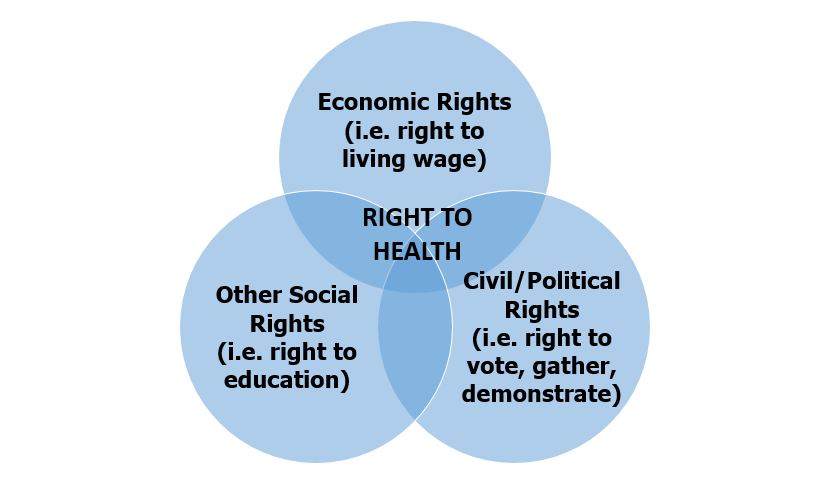 Economic Rights
(i.e. right to
living wage)
RIGHT TO
HEALTH
Other Social
Rights
(i.e. right to
education)
Civil/Political
Rights
(i.e. right to
vote, gather,
demonstrate)